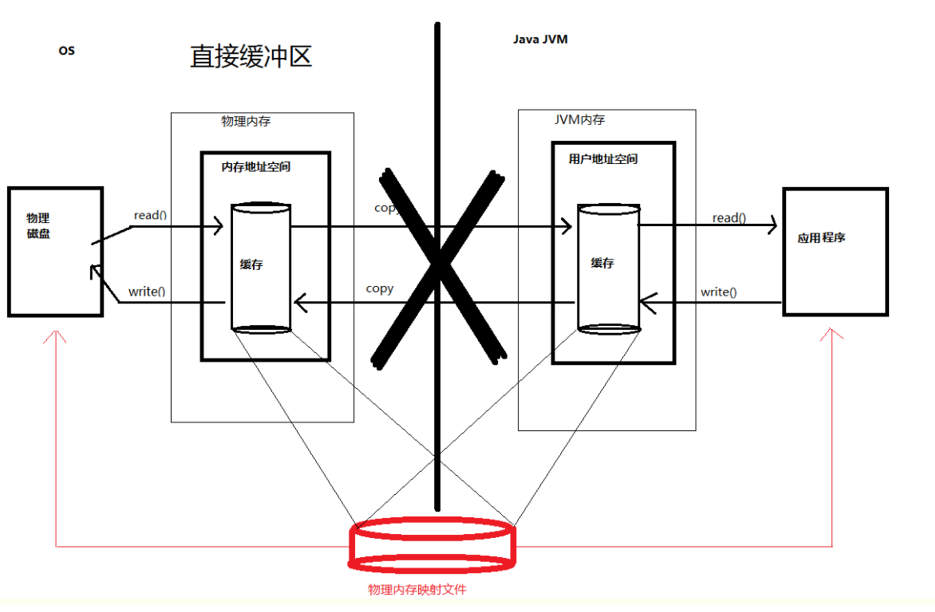 OS
直接缓冲区
Java JVM
物理内存
JVM内存
内存地址空间
用户地址空间
物理
磁盘
read()
copy
read()
缓存
缓存
应用程序
write()
copy
write()
物理内存映射文件